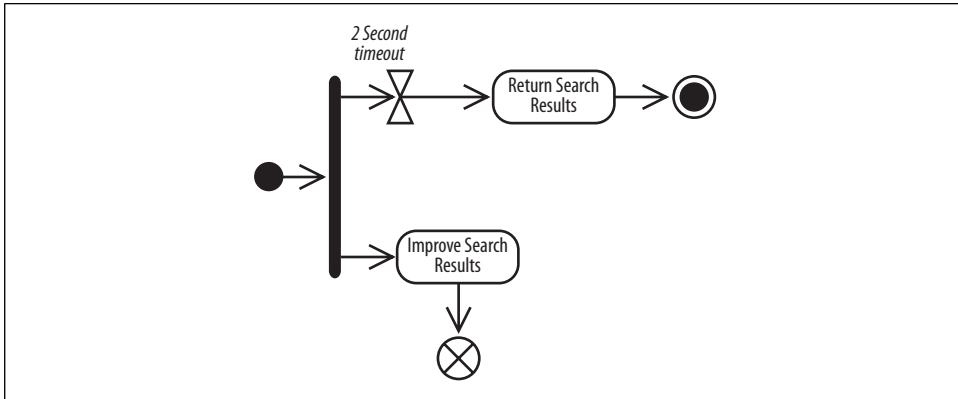 2 Second
timeout
Return Search
Results
Improve Search
Results